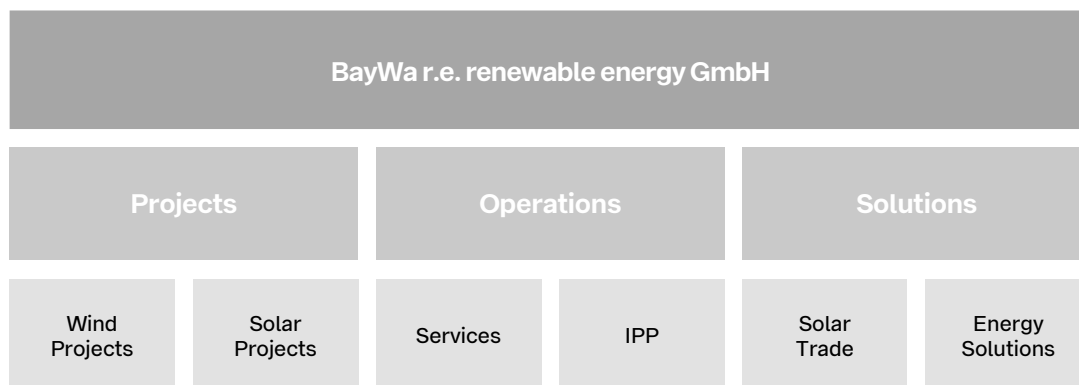 BayWa r.e. renewable energy GmbH
Projects
Operations
Solutions
Wind
Projects
Solar
Projects
Services
IPP
Solar
Trade
Energy
Solutions